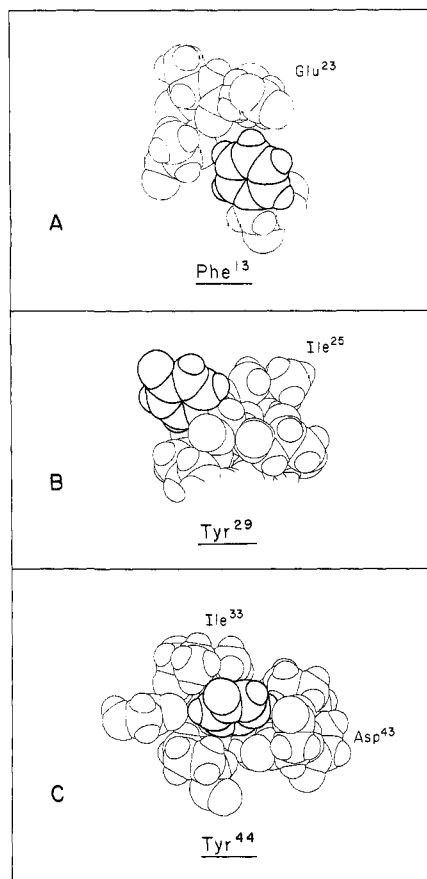 Glu²³
A
Phe¹³
Ile²⁵
B
Tyr²⁹
Ile³³
Asp⁴³
C
Tyr⁴⁴